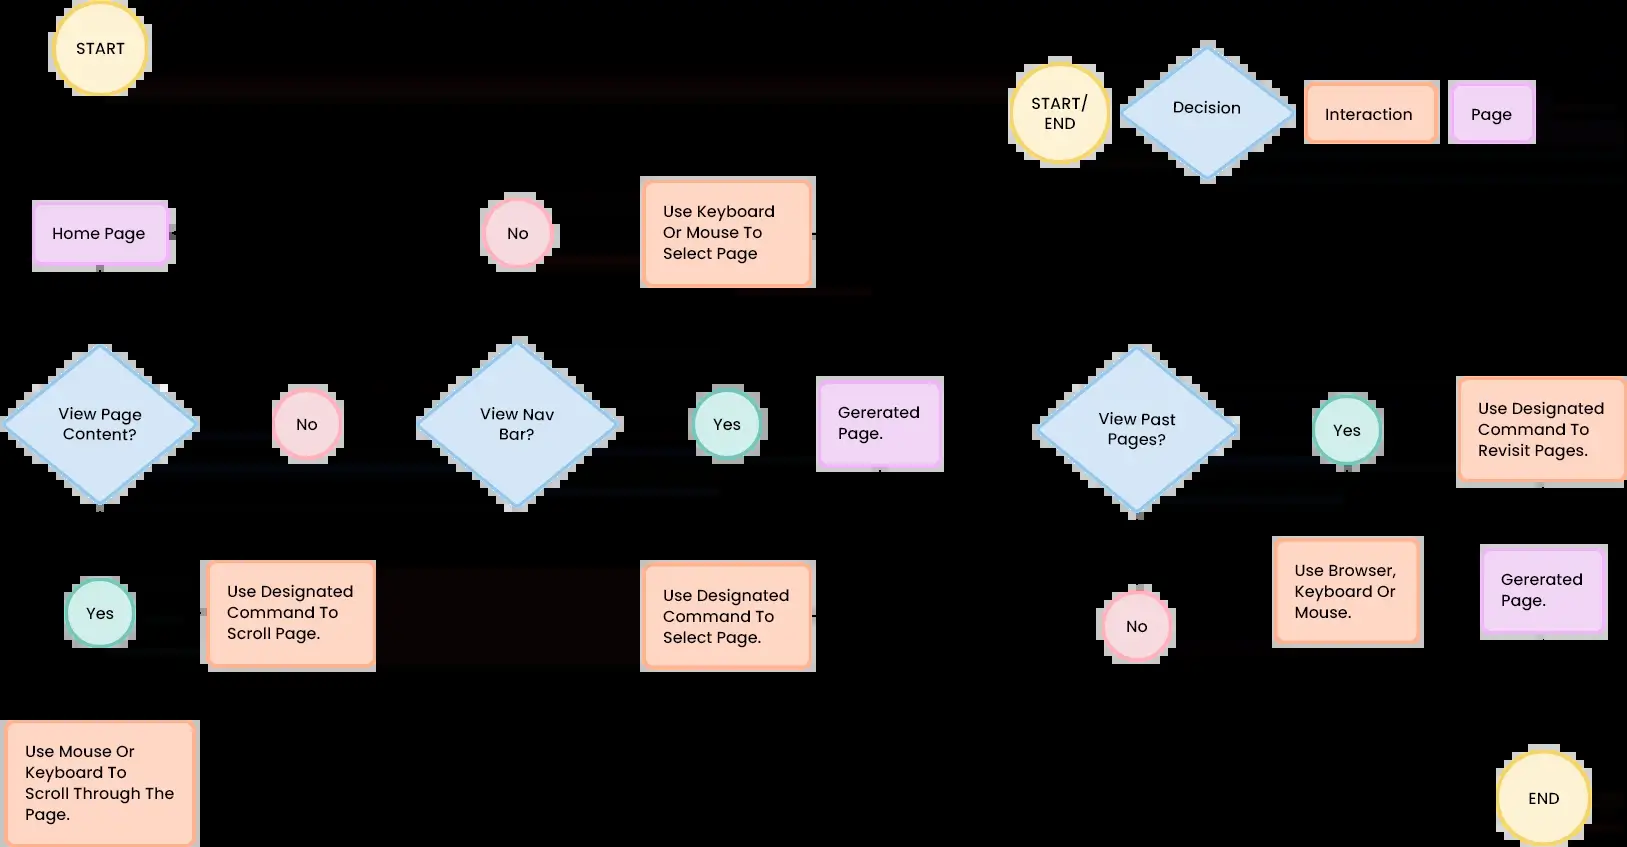 START
START/
END
Decision
Interaction
Page
Home Page
No
Use Keyboard
Or Mouse To
Select Page
View Page
Content?
No
View Nav
Bar?
Yes
Gererated
Page.
View Past
Pages?
Yes
Use Designated
Command To
Revisit Pages.
Yes
Use Designated
Command To
Scroll Page.
Use Designated
Command To
Select Page.
No
Use Browser,
Keyboard Or
Mouse.
Gererated
Page.
Use Mouse Or
Keyboard To
Scroll Through The
Page.
END